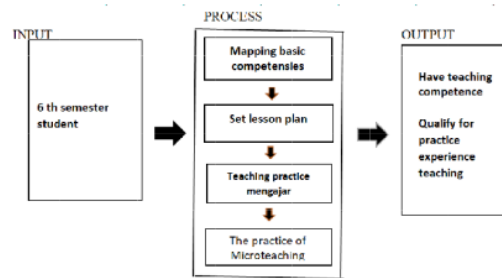 INPUT
6 th semester
student
PROCESS
Mapping basic
competensies
Set lesson plan
Teaching practice
mengajar
The practice of
Microteaching
OUTPUT
Have teaching
competence
Qualify for
practice
experience
teaching